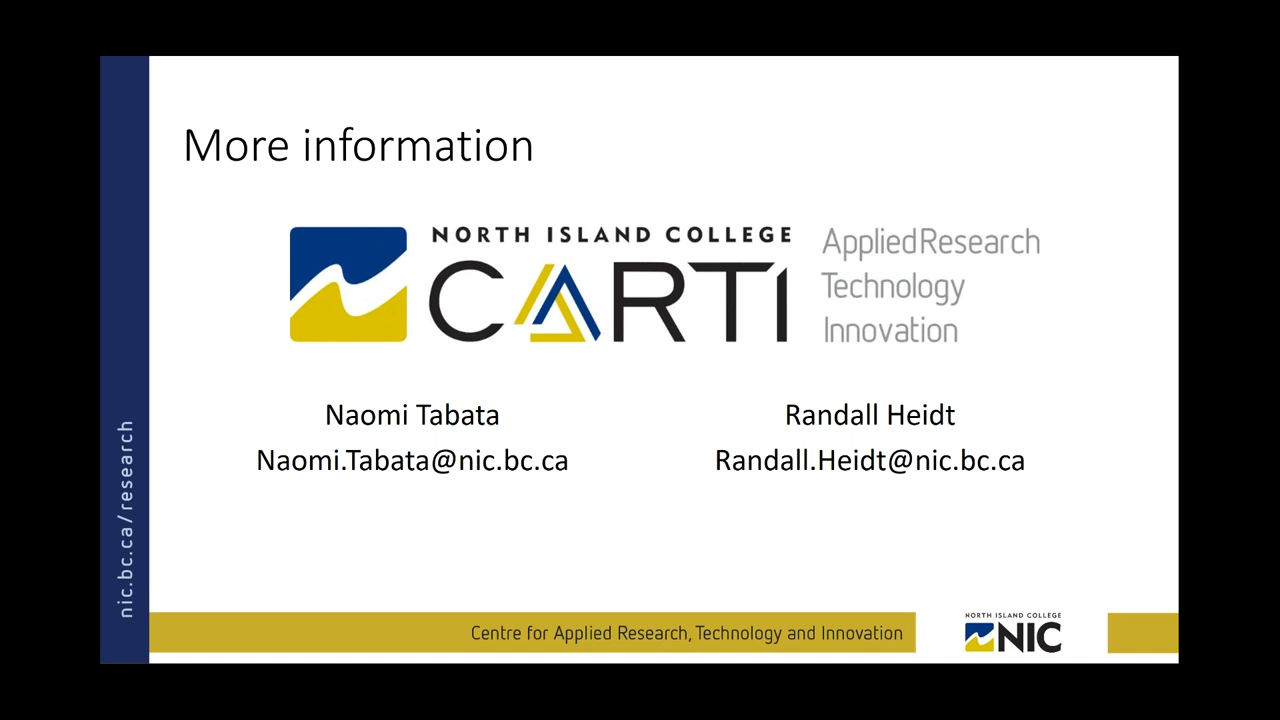 More information
NORTH ISLAND COLLEGE
CARTI
Applied Research
Technology
Innovation
Naomi Tabata
Naomi.Tabata@nic.bc.ca
Randall Heidt
Randall.Heidt@nic.bc.ca
nic.bc.ca/research
Centre for Applied Research, Technology and Innovation
NORTH ISLAND COLLEGE
NIC